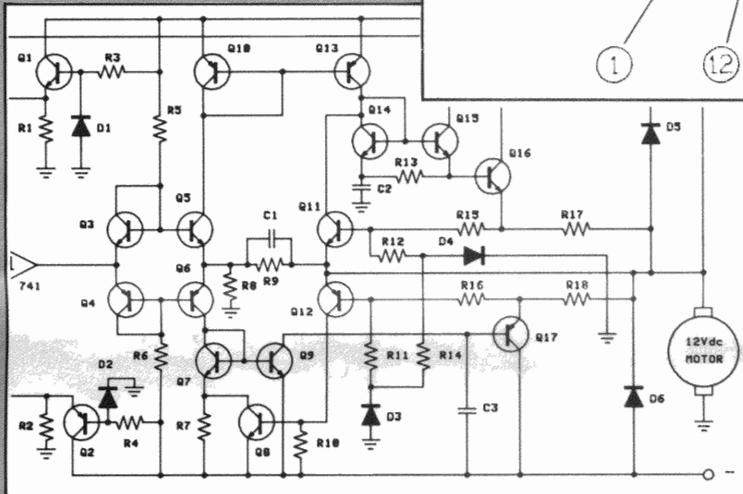 1
12
Q1
R3
Q10
Q13
R1
D1
R5
Q14
Q15
D5
R13
Q16
C2
Q3
Q5
C1
Q11
R15
R17
R12
D4
741
Q6
R8
R9
Q4
Q12
R16
R18
R6
Q7
Q9
R11
R14
Q17
12Vdc
MOTOR
D2
R2
Q2
R4
R7
Q8
R10
D3
C3
D6
-